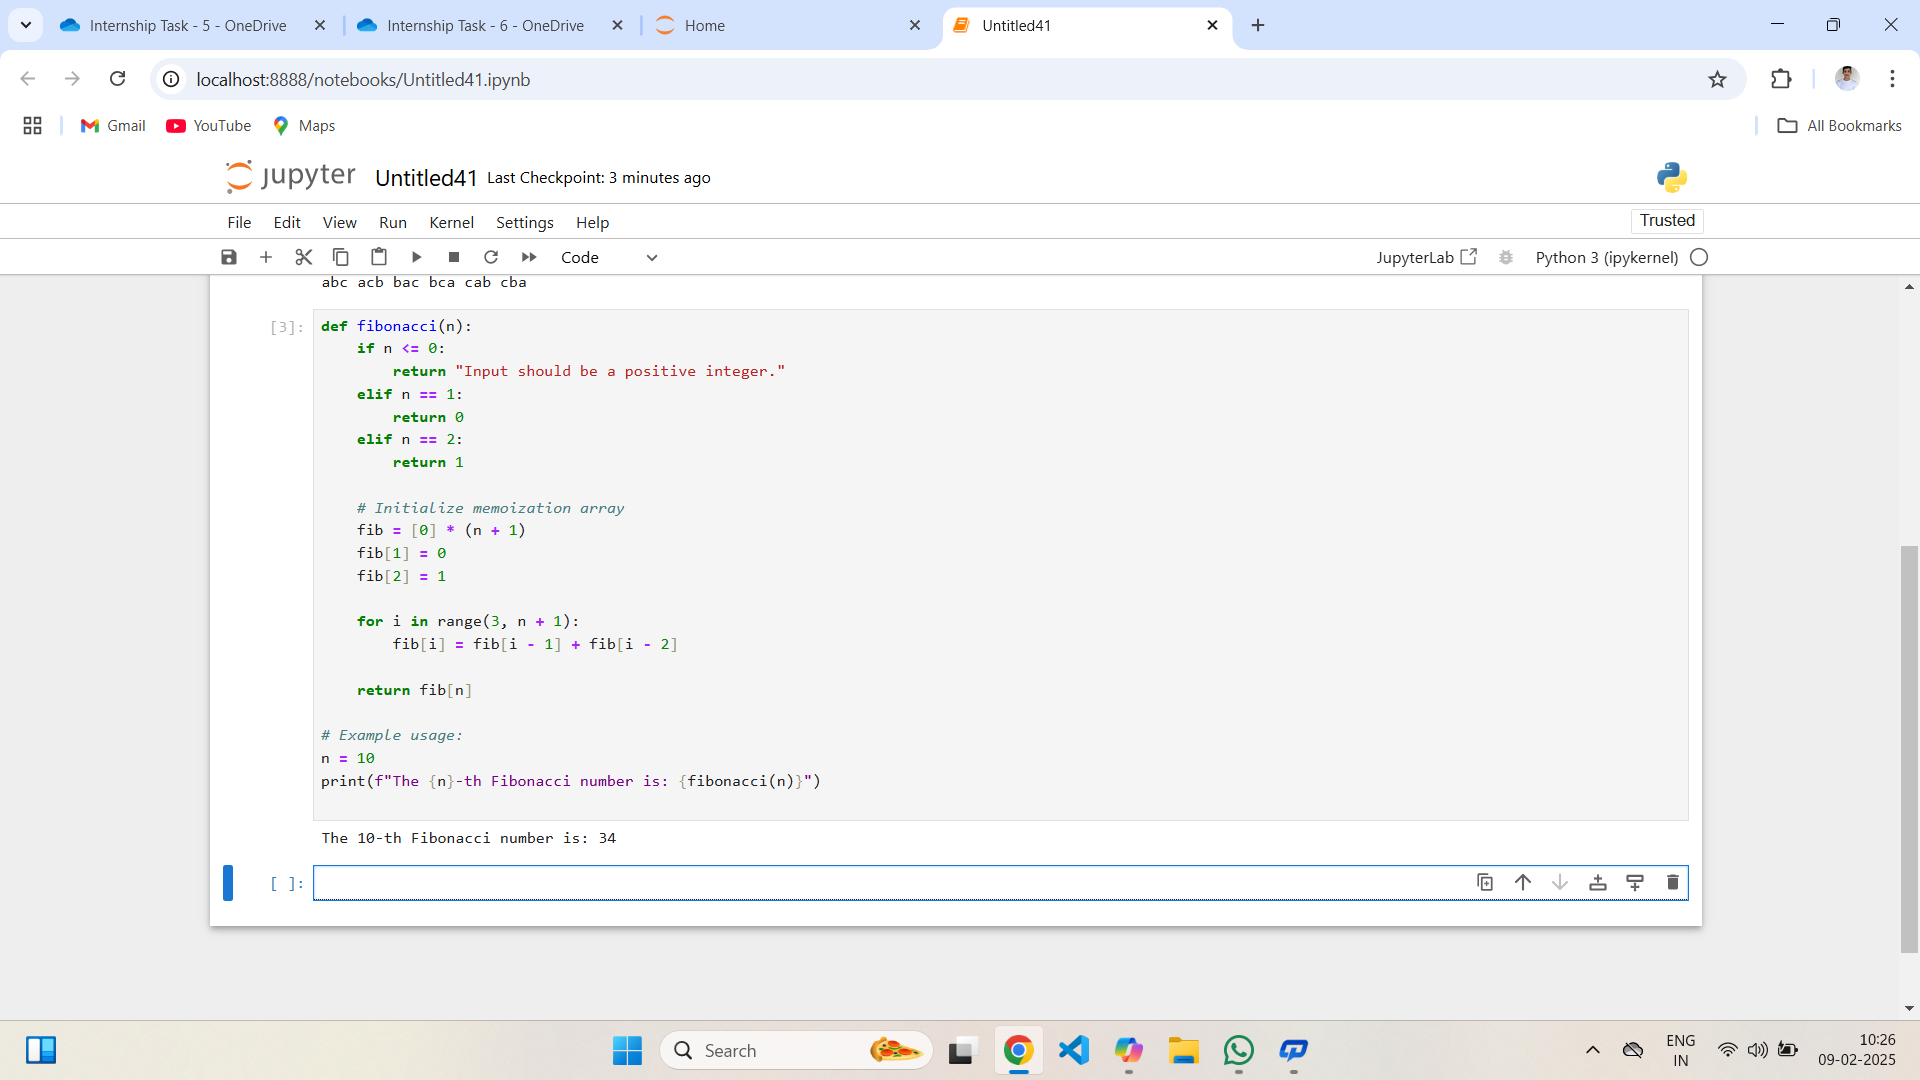 Internship Task - 5 - OneDrive
Internship Task - 6 - OneDrive
Home
Untitled41
localhost:8888/notebooks/Untitled41.ipynb
Gmail
YouTube
Maps
All Bookmarks
jupyter
Untitled41
Last Checkpoint: 3 minutes ago
File
Edit
View
Run
Kernel
Settings
Help
Trusted
Code
JupyterLab
Python 3 (ipykernel)
abc acb bac bca cab cba
[3]:
def fibonacci(n):
    if n <= 0:
        return "Input should be a positive integer."
    elif n == 1:
        return 0
    elif n == 2:
        return 1
    # Initialize memoization array
    fib = [0] * (n + 1)
    fib[1] = 0
    fib[2] = 1
    for i in range(3, n + 1):
        fib[i] = fib[i - 1] + fib[i - 2]
    return fib[n]
# Example usage:
n = 10
print(f"The {n}-th Fibonacci number is: {fibonacci(n)}")
The 10-th Fibonacci number is: 34
[ ]:
Search
ENG
IN
10:26
09-02-2025